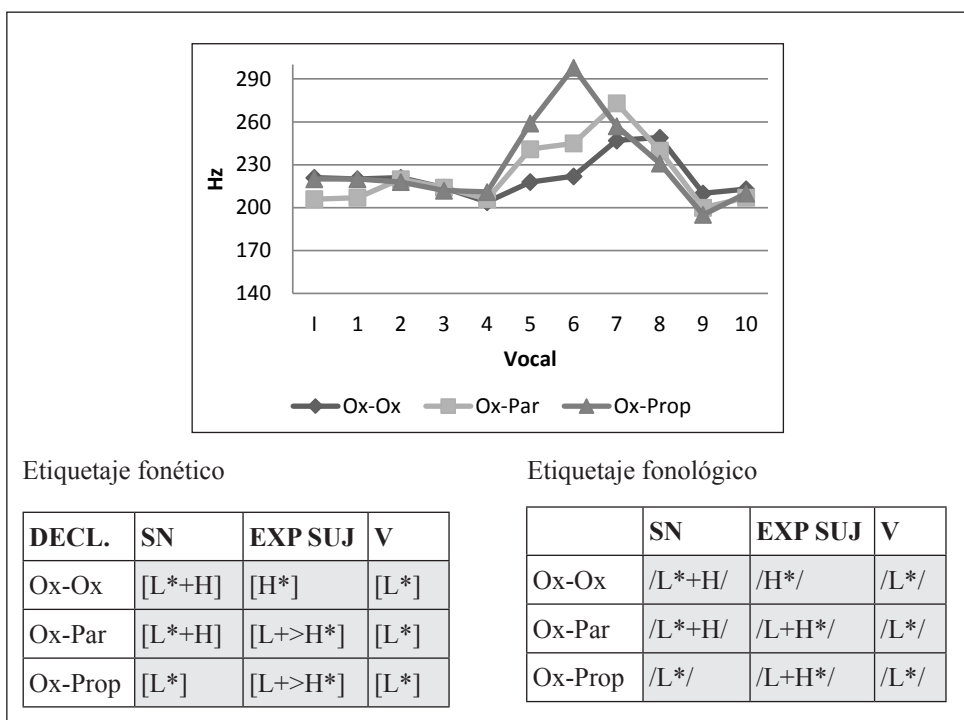 290
260
230
200
170
140
Hz
I 1 2 3 4 5 6 7 8 9 10
Vocal
Ox-Ox Ox-Par Ox-Prop
Etiquetaje fonético
DECL. SN EXP SUJ V
Ox-Ox [L*+H] [H*] [L*]
Ox-Par [L*+H] [L+>H*] [L*]
Ox-Prop [L*] [L+>H*] [L*]
Etiquetaje fonológico
SN EXP SUJ V
Ox-Ox /L*+H/ /H*/ /L*/
Ox-Par /L*+H/ /L+H*/ /L*/
Ox-Prop /L*/ /L+H*/ /L*/